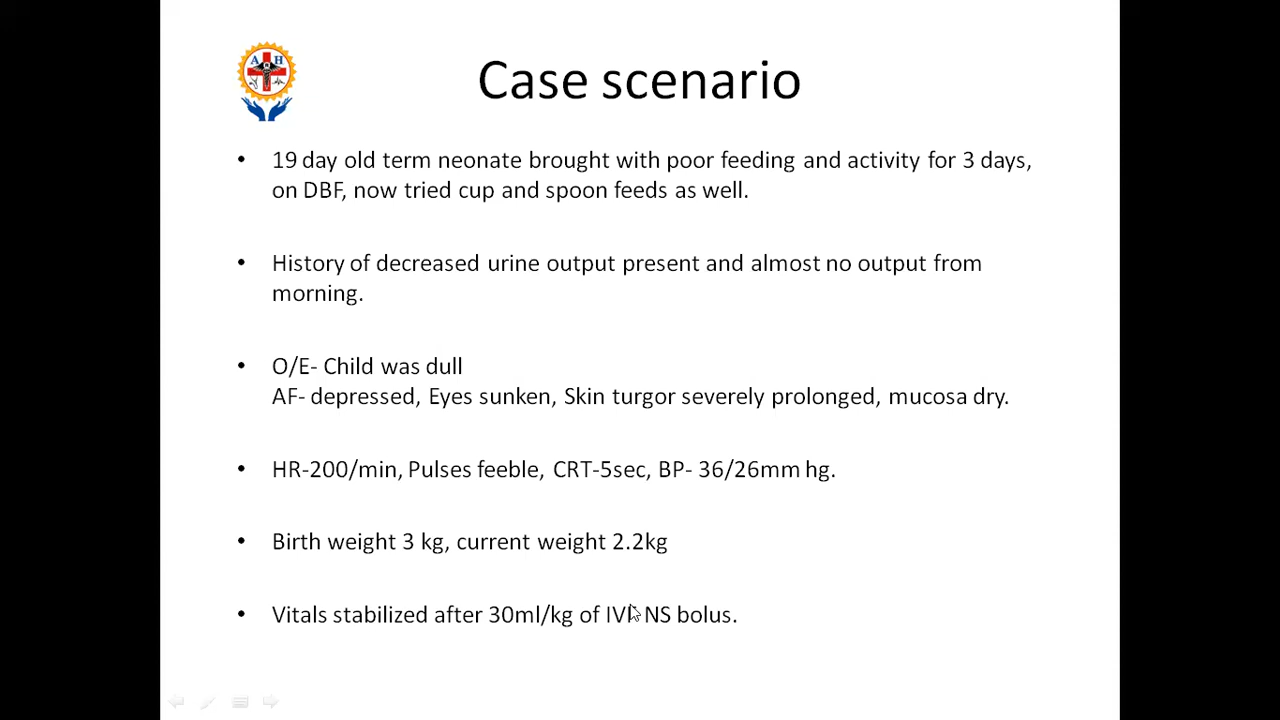 A H
Case scenario
• 19 day old term neonate brought with poor feeding and activity for 3 days,
on DBF, now tried cup and spoon feeds as well.
• History of decreased urine output present and almost no output from
morning.
• O/E- Child was dull
AF- depressed, Eyes sunken, Skin turgor severely prolonged, mucosa dry.
• HR-200/min, Pulses feeble, CRT-5sec, BP- 36/26mm hg.
• Birth weight 3 kg, current weight 2.2kg
• Vitals stabilized after 30ml/kg of NS bolus.